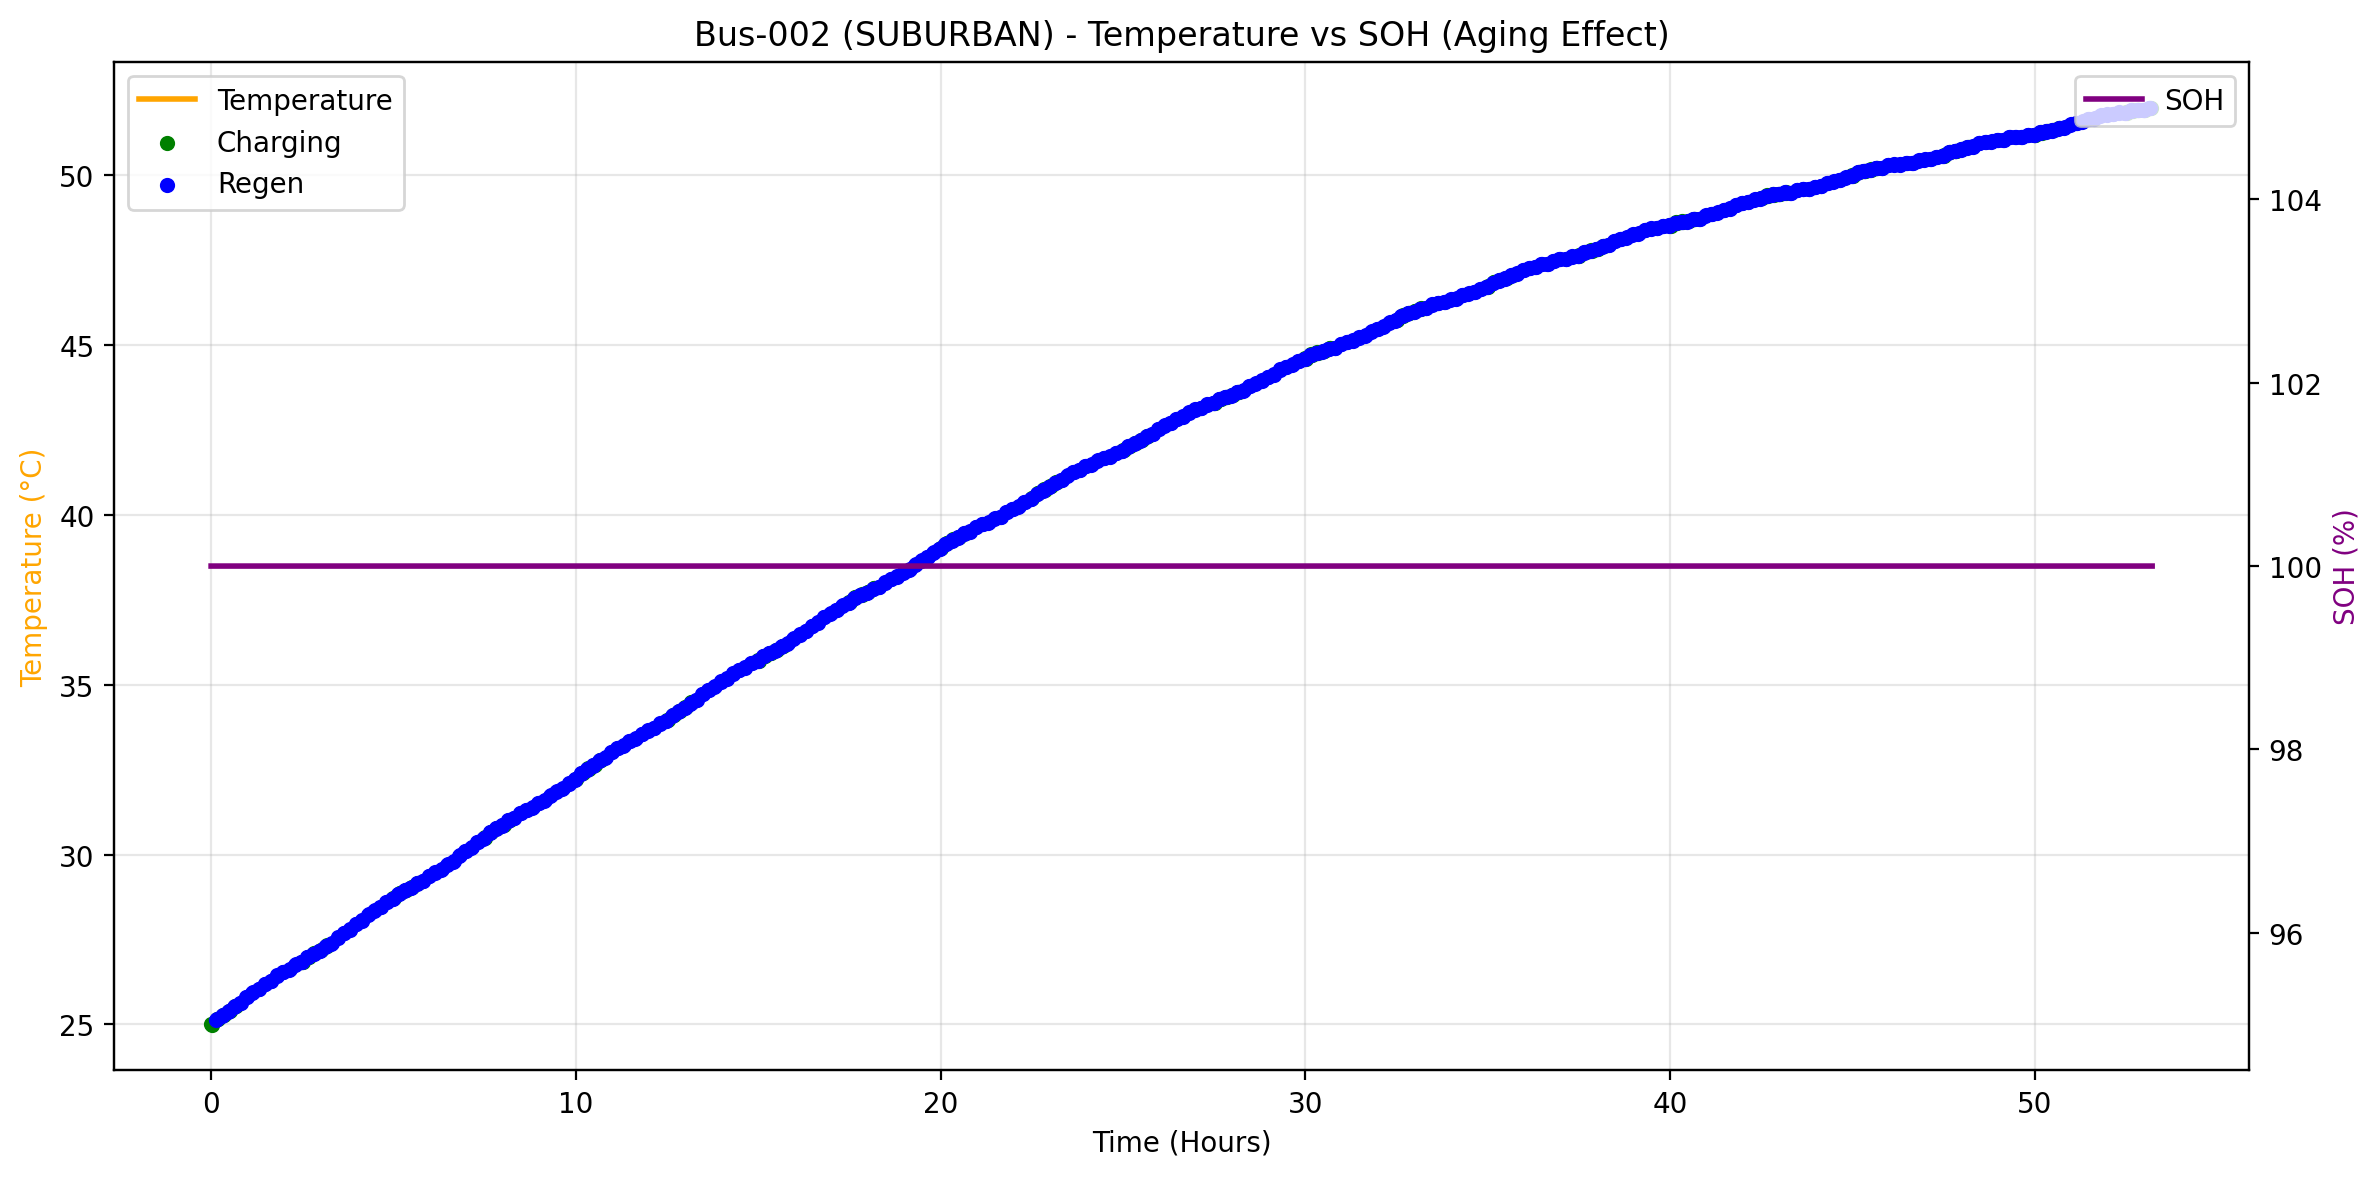 Bus-002 (SUBURBAN) - Temperature vs SOH (Aging Effect)
Temperature
Charging
Regen
SOH
Temperature (°C)
50
45
40
35
30
25
104
102
100
98
96
SOH (%)
0 10 20 30 40 50
Time (Hours)